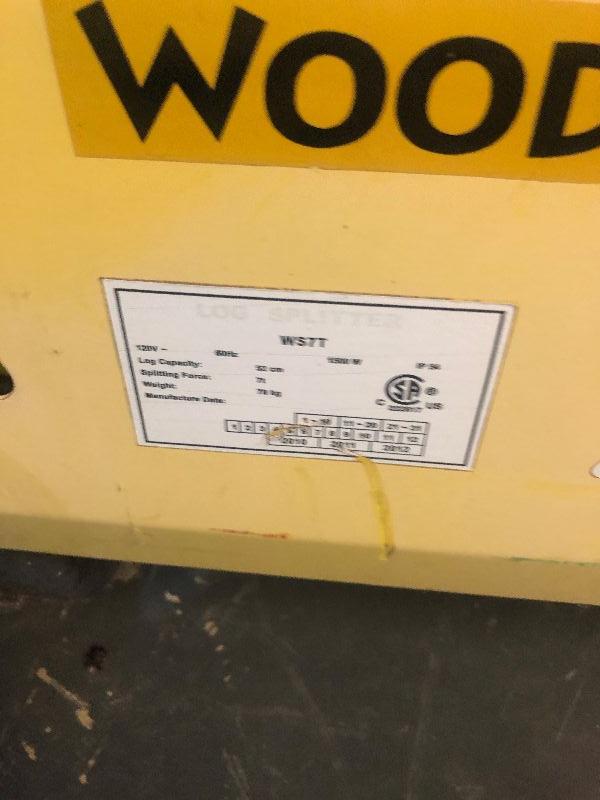 WOOD
LOG SPLITTER
WS7T
120V ~ 60Hz 1500 W IP 54
Log Capacity: 52 cm
Splitting Force: 7t
Weight: 70 kg
Manufacture Date:
C US
1-10 11-20 21-31
1 2 3 4 5 6 7 8 9 10 11 12
2010 2011 2012